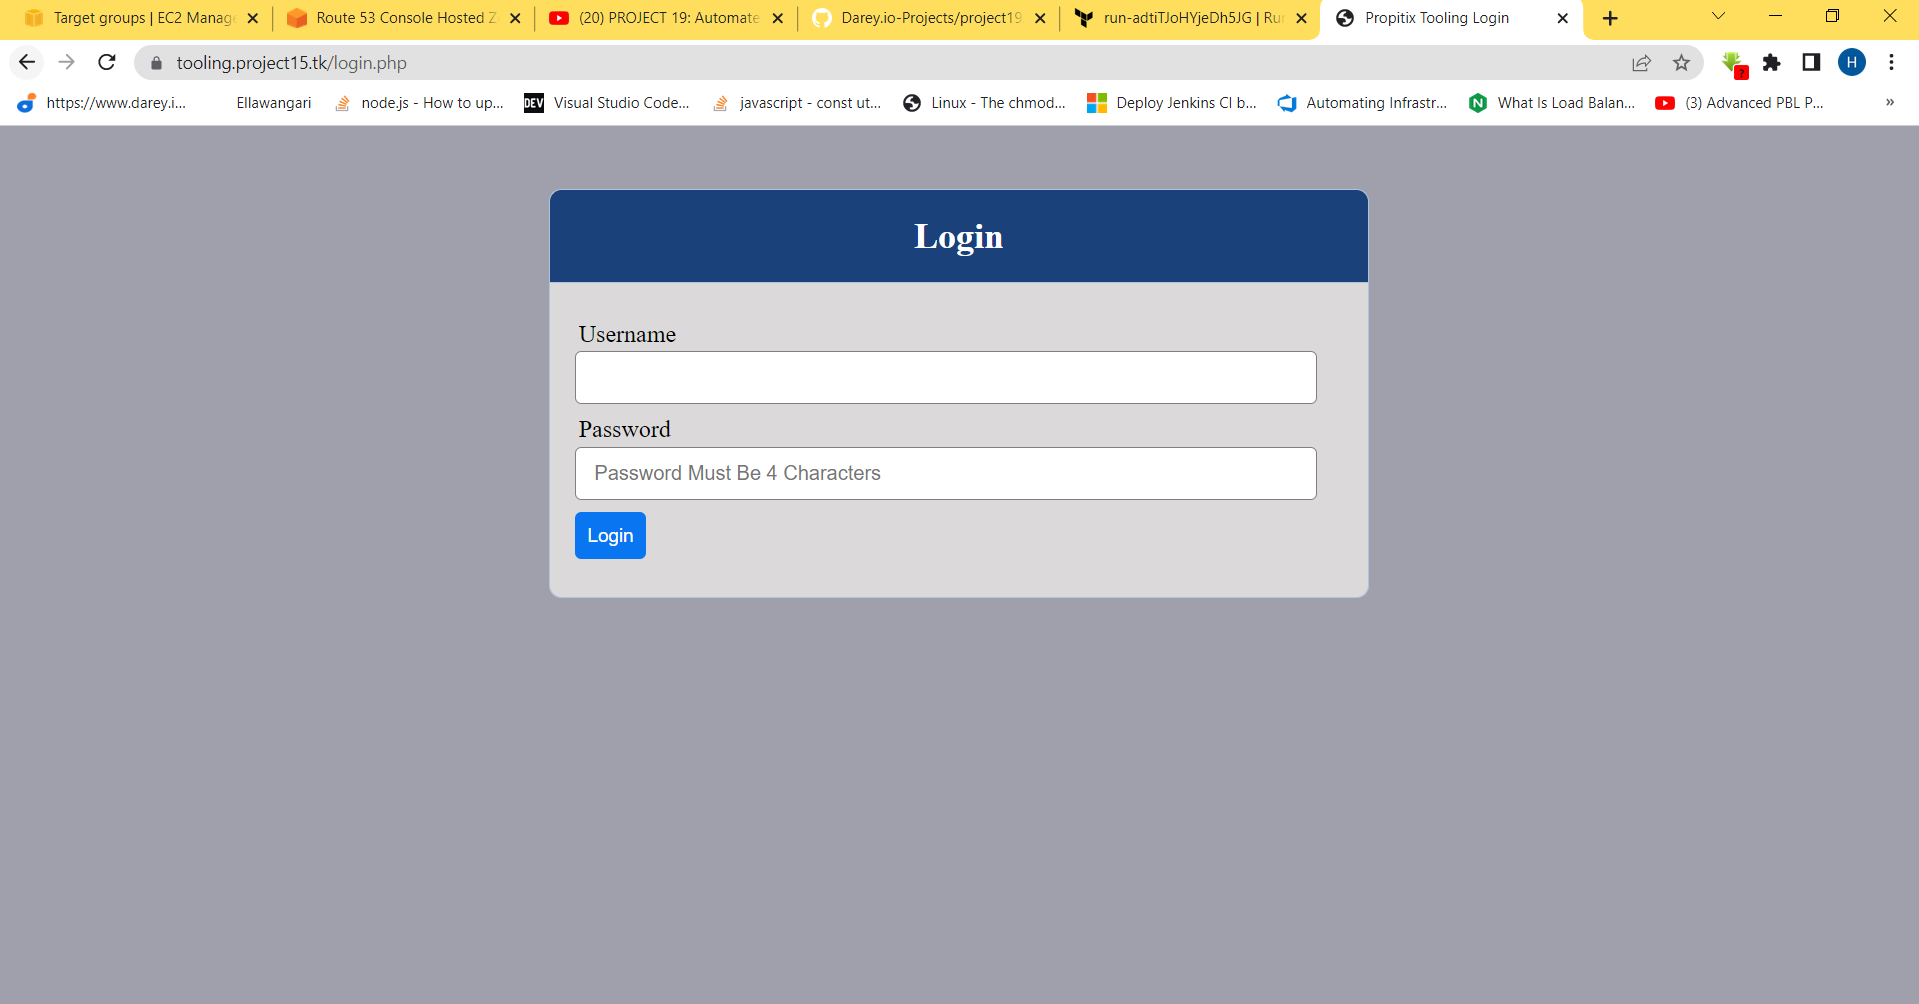 Target groups | EC2 Manage
Route 53 Console Hosted Z
(20) PROJECT 19: Automate
Darey.io-Projects/project19
run-adtiTJoHYjeDh5JG | Ru
Propitix Tooling Login
tooling.project15.tk/login.php
H
https://www.darey.i...
Ellawangari
node.js - How to up...
DEV
Visual Studio Code...
javascript - const ut...
Linux - The chmod...
Deploy Jenkins CI b...
Automating Infrastr...
N
What Is Load Balan...
(3) Advanced PBL P...
»
Login
Username
Password
Password Must Be 4 Characters
Login